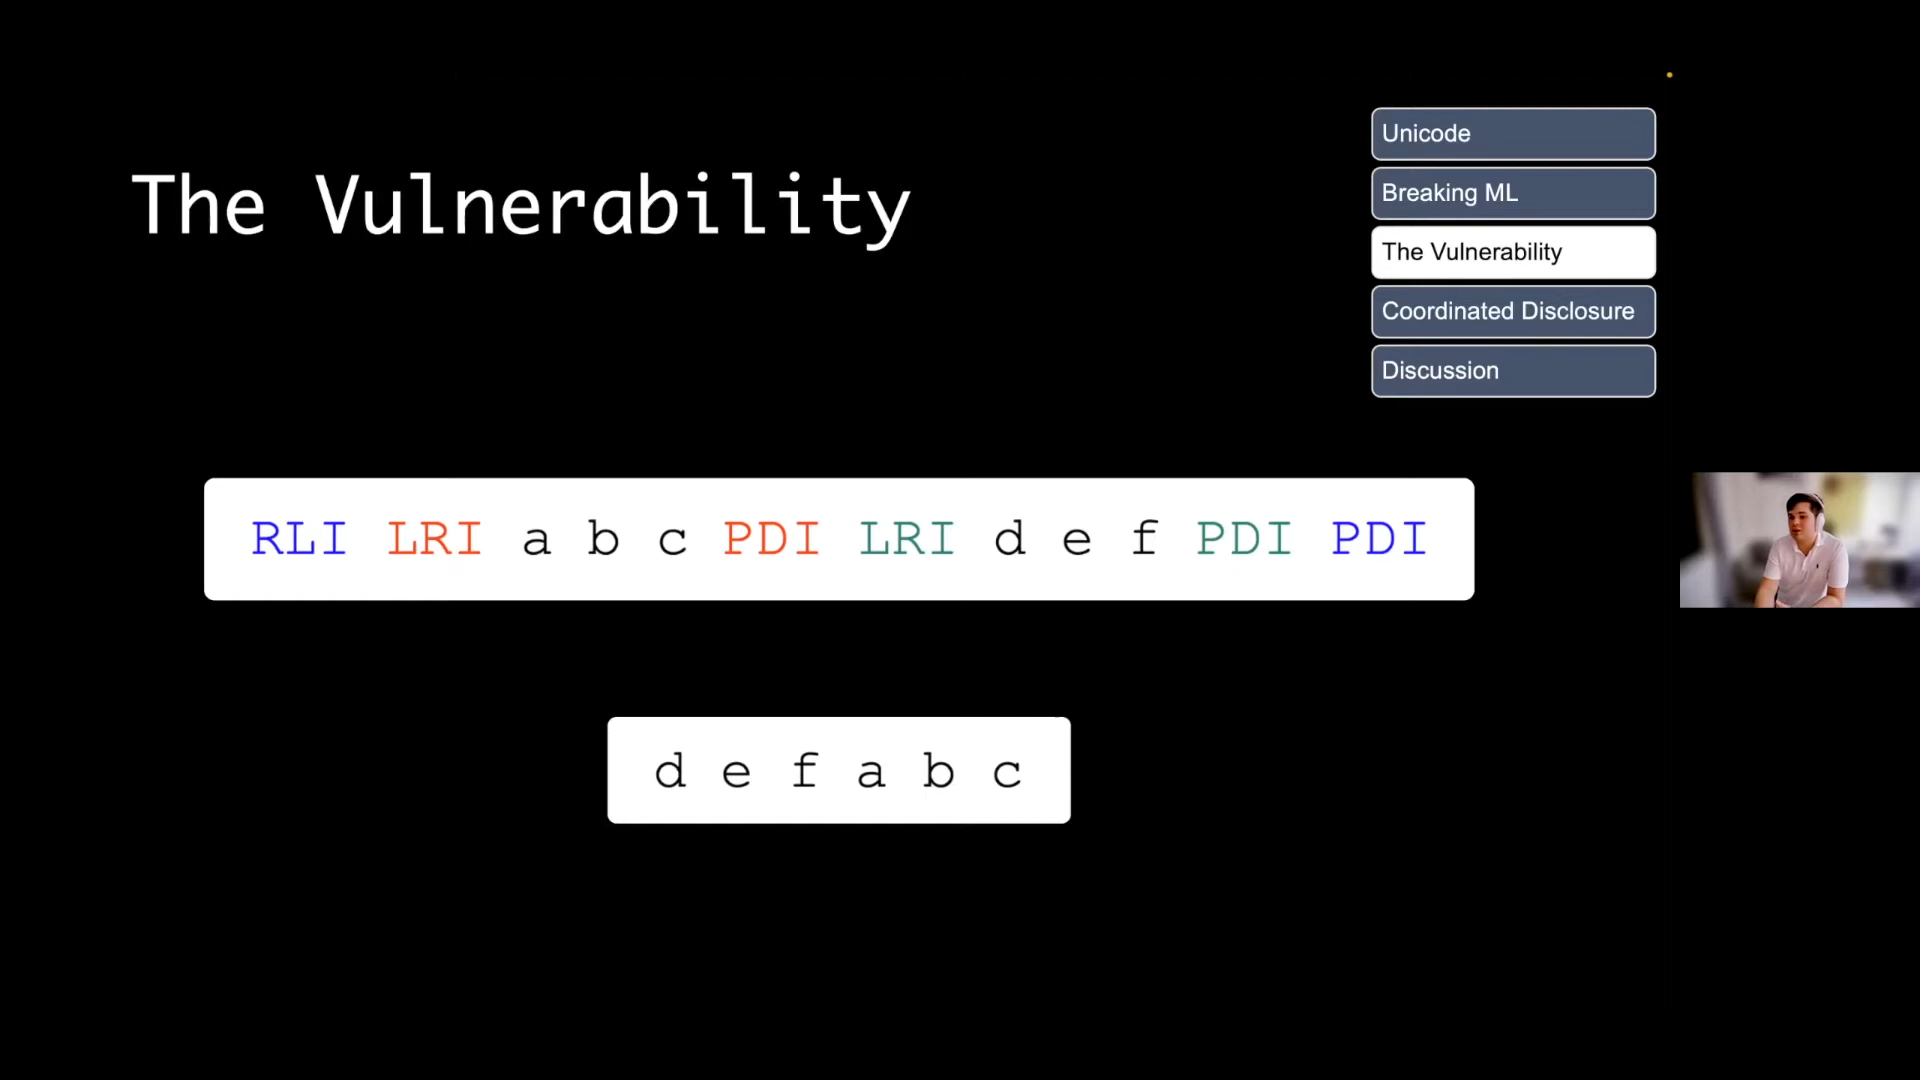 The Vulnerability
Unicode
Breaking ML
The Vulnerability
Coordinated Disclosure
Discussion
RLI LRI a b c PDI LRI d e f PDI PDI
d e f a b c